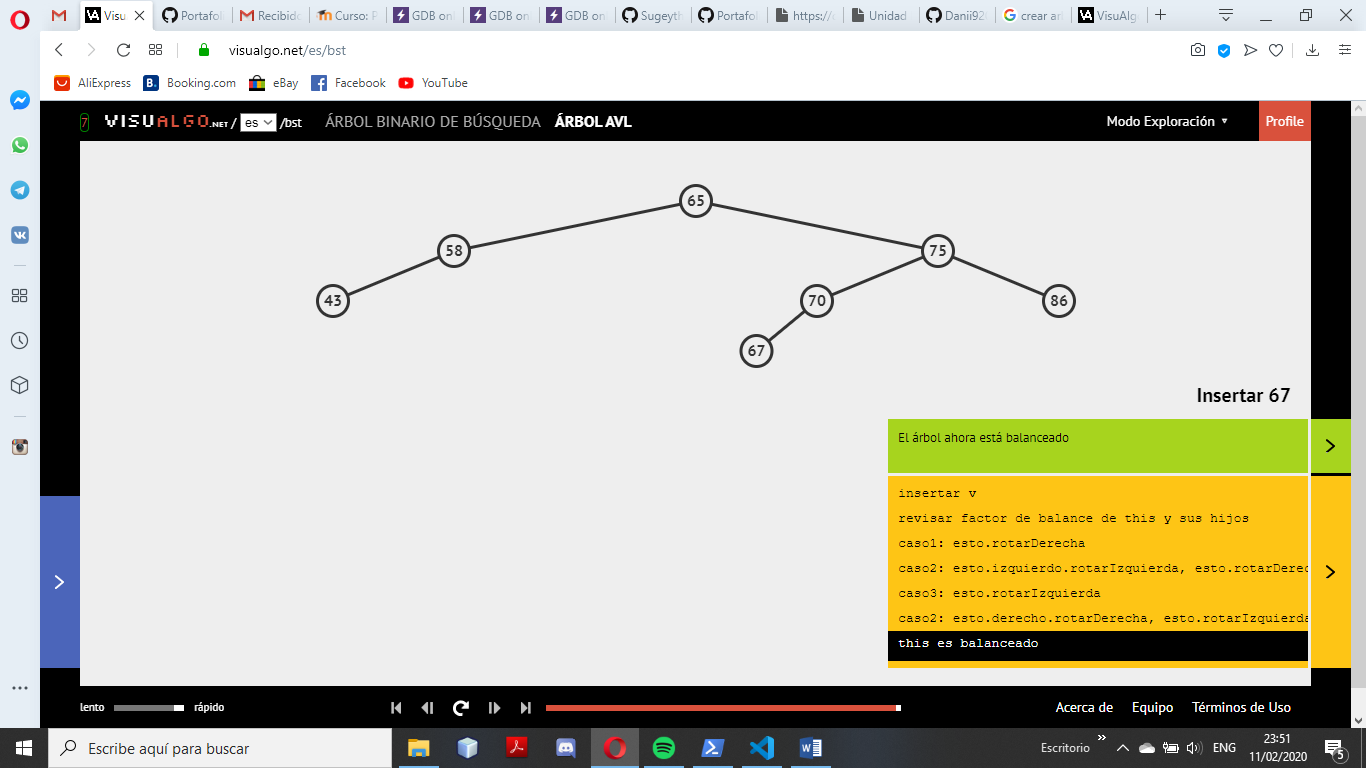 Visu
Portafol
Recibido
Curso: P
GDB onl
GDB on
GDB on
Sugeyth
Portafol
https://
Unidad
Danii92
crear ar
VisuAlg
visualgo.net/es/bst
AliExpress
Booking.com
eBay
Facebook
YouTube
7 VISUALGO.NET / es /bst ÁRBOL BINARIO DE BÚSQUEDA ÁRBOL AVL Modo Exploración ▼ Profile
65
58 75
43 70 86
67
Insertar 67
El árbol ahora está balanceado
insertar v
revisar factor de balance de this y sus hijos
caso1: esto.rotarDerecha
caso2: esto.izquierdo.rotarIzquierda, esto.rotarDerec
caso3: esto.rotarIzquierda
caso2: esto.derecho.rotarDerecha, esto.rotarIzquierda
this es balanceado
lento rápido Acerca de Equipo Términos de Uso
Escribe aquí para buscar
Escritorio
ENG
23:51
11/02/2020
5